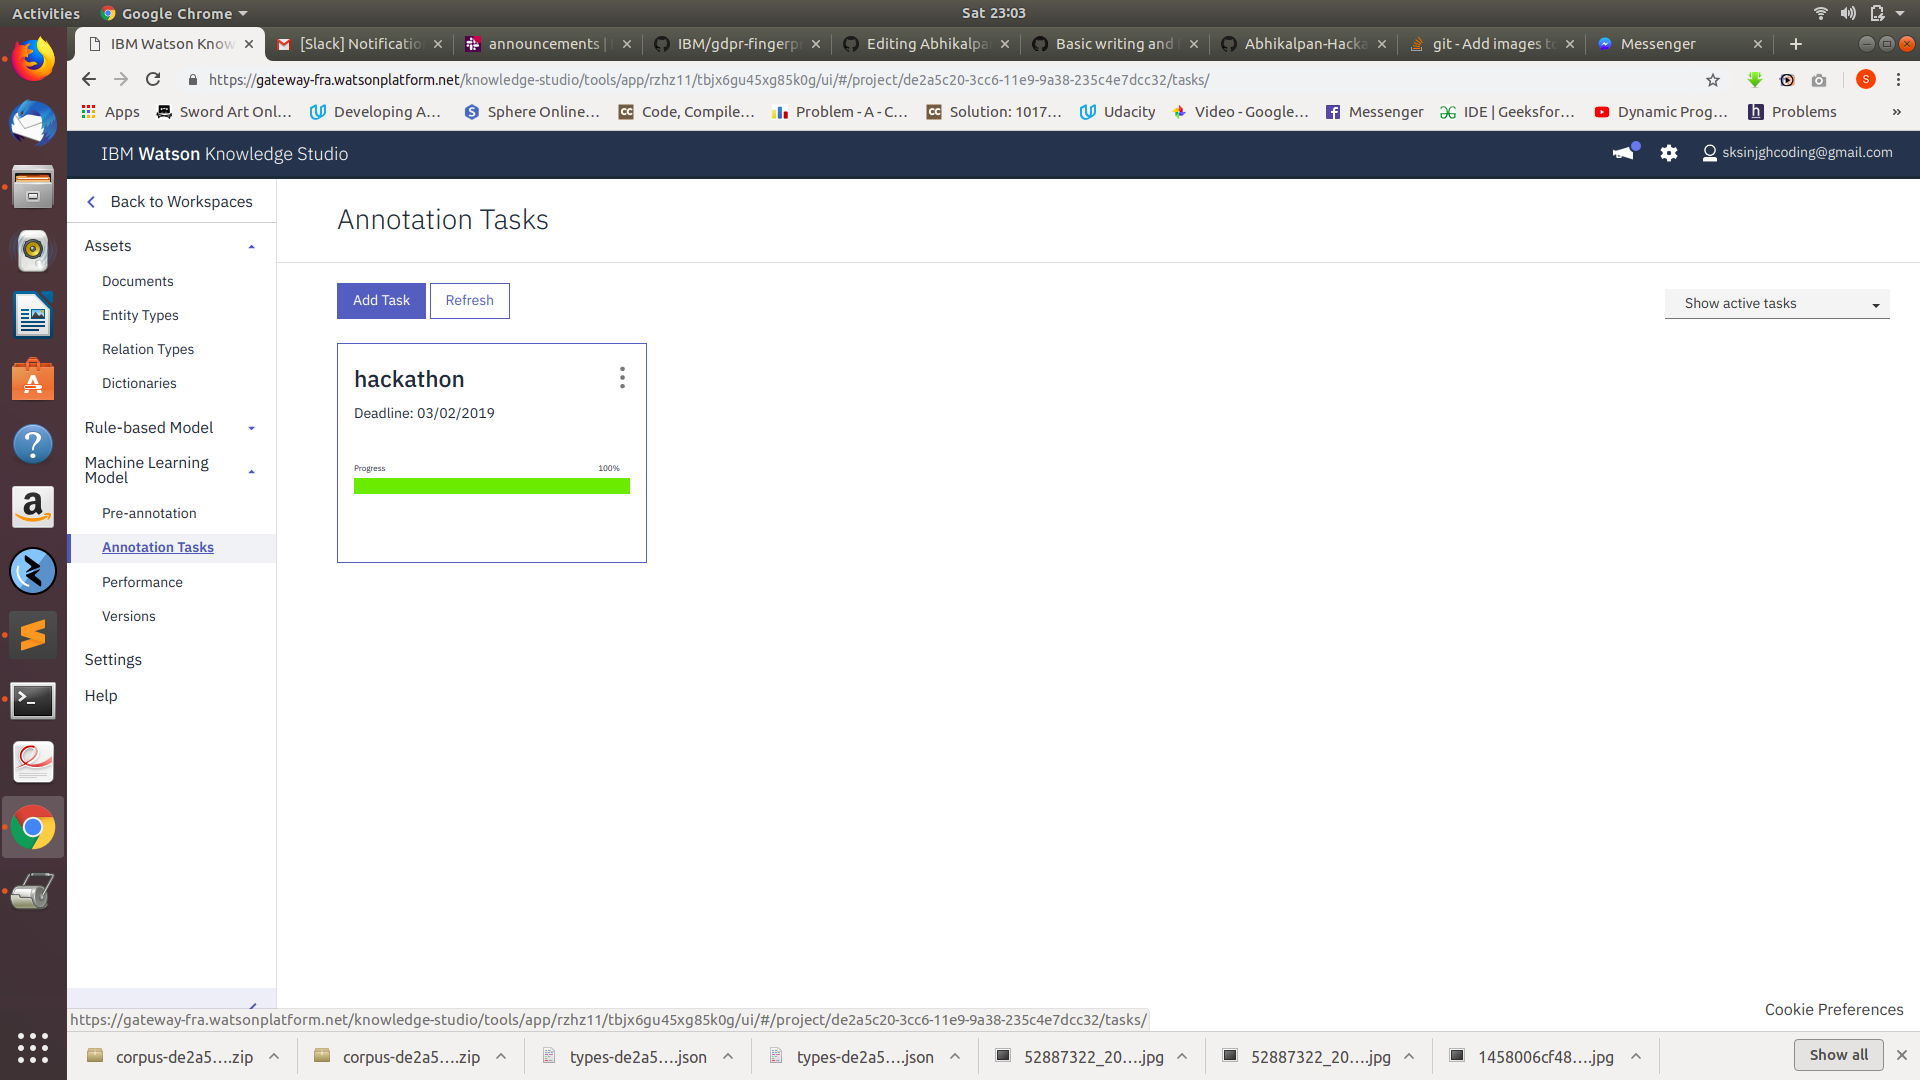 Activities Google Chrome Sat 23:03
IBM Watson Know [Slack] Notificatio announcements | IBM/gdpr-fingerp Editing Abhikalpa Basic writing and Abhikalpan-Hacka git - Add images to Messenger
https://gateway-fra.watsonplatform.net/knowledge-studio/tools/app/rzhz11/tbjx6gu45xg85k0g/ui/#/project/de2a5c20-3cc6-11e9-9a38-235c4e7dcc32/tasks/ S
Apps Sword Art Onl... Developing A... Sphere Online... Code, Compile... Problem - A - C... Solution: 1017... Udacity Video - Google... Messenger IDE | Geeksfor... Dynamic Prog... Problems »
IBM Watson Knowledge Studio sksinjghcoding@gmail.com
Back to Workspaces
Annotation Tasks
Assets
Documents
Entity Types
Relation Types
Dictionaries
Rule-based Model
Machine Learning
Model
Pre-annotation
Annotation Tasks
Performance
Versions
Settings
Help
Add Task Refresh Show active tasks
hackathon
Deadline: 03/02/2019
Progress 100%
Cookie Preferences
https://gateway-fra.watsonplatform.net/knowledge-studio/tools/app/rzhz11/tbjx6gu45xg85k0g/ui/#/project/de2a5c20-3cc6-11e9-9a38-235c4e7dcc32/tasks/
corpus-de2a5....zip corpus-de2a5....zip types-de2a5....json types-de2a5....json 52887322_20....jpg 52887322_20....jpg 1458006cf48....jpg Show all